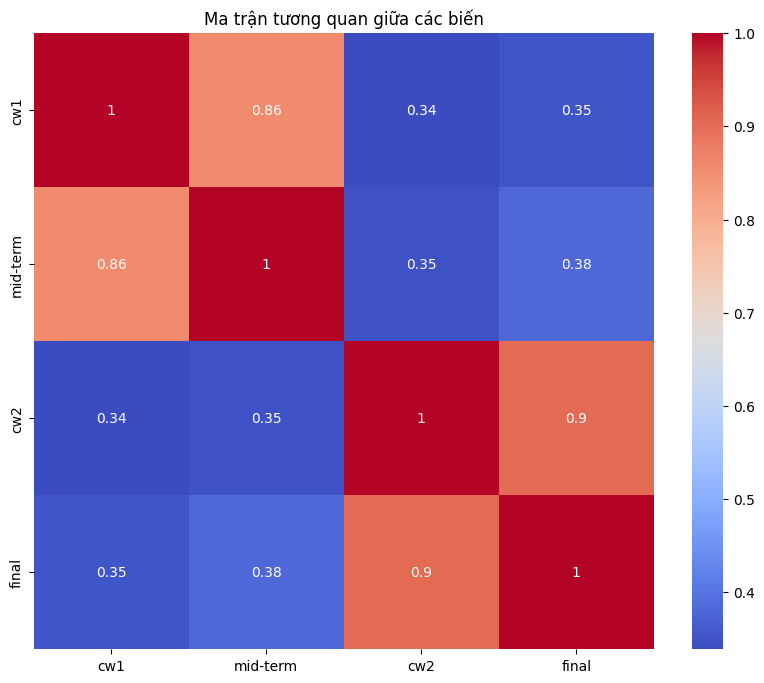 Ma trận tương quan giữa các biến
cw1
1
0.86
0.34
0.35
mid-term
0.86
1
0.35
0.38
cw2
0.34
0.35
1
0.9
final
0.35
0.38
0.9
1
cw1
mid-term
cw2
final
1.0
0.9
0.8
0.7
0.6
0.5
0.4